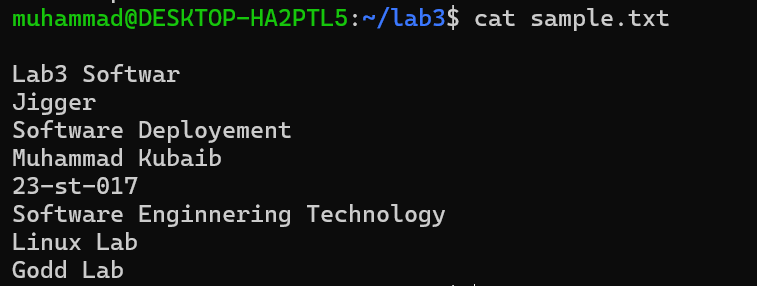 muhammad@DESKTOP-HA2PTL5:~/lab3$ cat sample.txt
Lab3 Softwar
Jigger
Software Deployement
Muhammad Kubaib
23-st-017
Software Enginnering Technology
Linux Lab
Godd Lab